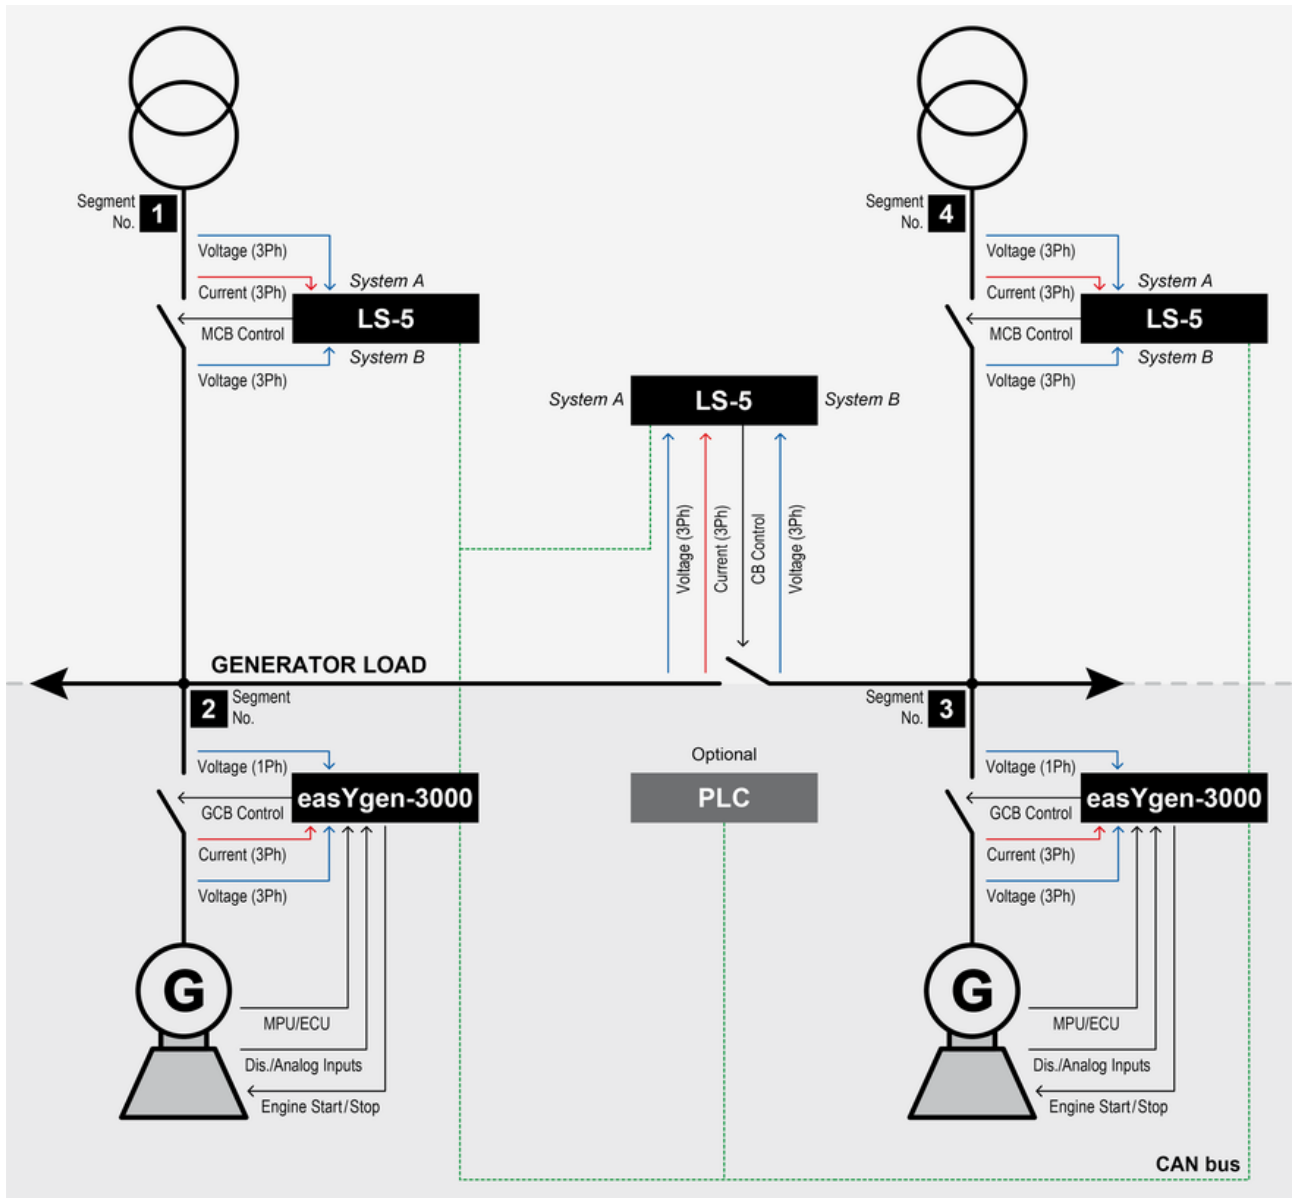 Segment
No.
1
Voltage (3Ph)
Current (3Ph)
System A
LS-5
MCB Control
System B
Voltage (3Ph)
Segment
No.
4
Voltage (3Ph)
Current (3Ph)
System A
LS-5
MCB Control
System B
Voltage (3Ph)
System A
LS-5
System B
Voltage (3Ph)
Current (3Ph)
CB Control
Voltage (3Ph)
GENERATOR LOAD
2
Segment
No.
Voltage (1Ph)
easYgen-3000
GCB Control
Current (3Ph)
Voltage (3Ph)
G
MPU/ECU
Dis./Analog Inputs
Engine Start/Stop
Optional
PLC
Segment
No.
3
Voltage (1Ph)
easYgen-3000
GCB Control
Current (3Ph)
Voltage (3Ph)
G
MPU/ECU
Dis./Analog Inputs
Engine Start/Stop
CAN bus